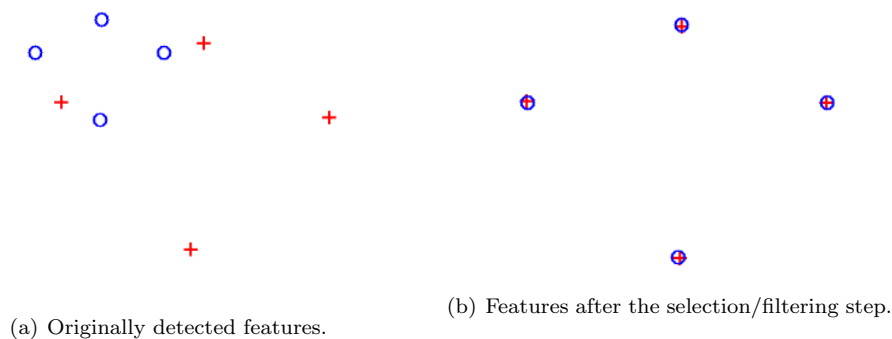 (a) Originally detected features.
(b) Features after the selection/filtering step.